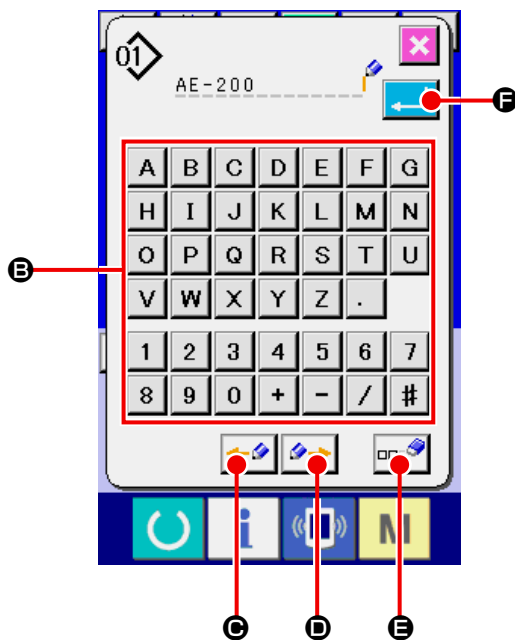 01
AE-200
F
A B C D E F G
H I J K L M N
O P Q R S T U
B
V W X Y Z .
1 2 3 4 5 6 7
8 9 0 + - / #
i M
C D E